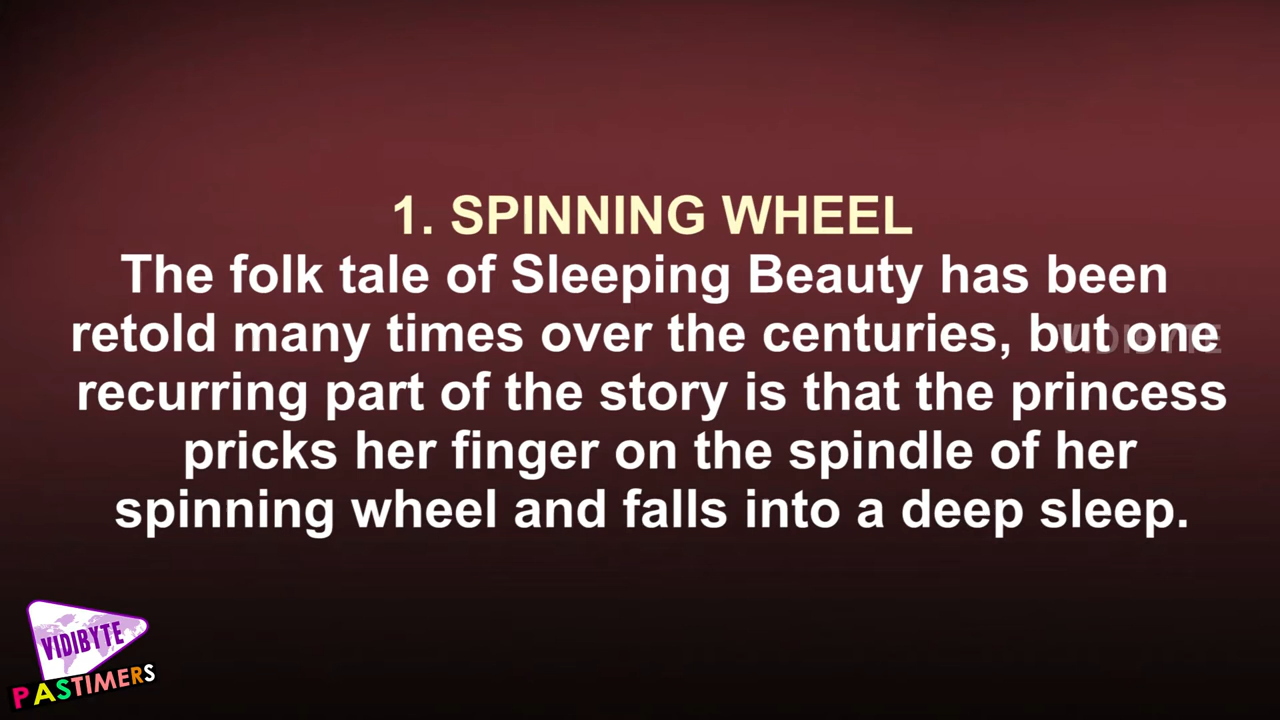 1. SPINNING WHEEL
The folk tale of Sleeping Beauty has been
retold many times over the centuries, but one
recurring part of the story is that the princess
pricks her finger on the spindle of her
spinning wheel and falls into a deep sleep.
VIDIBYTE
VIDIBYTE
PASTIMERS